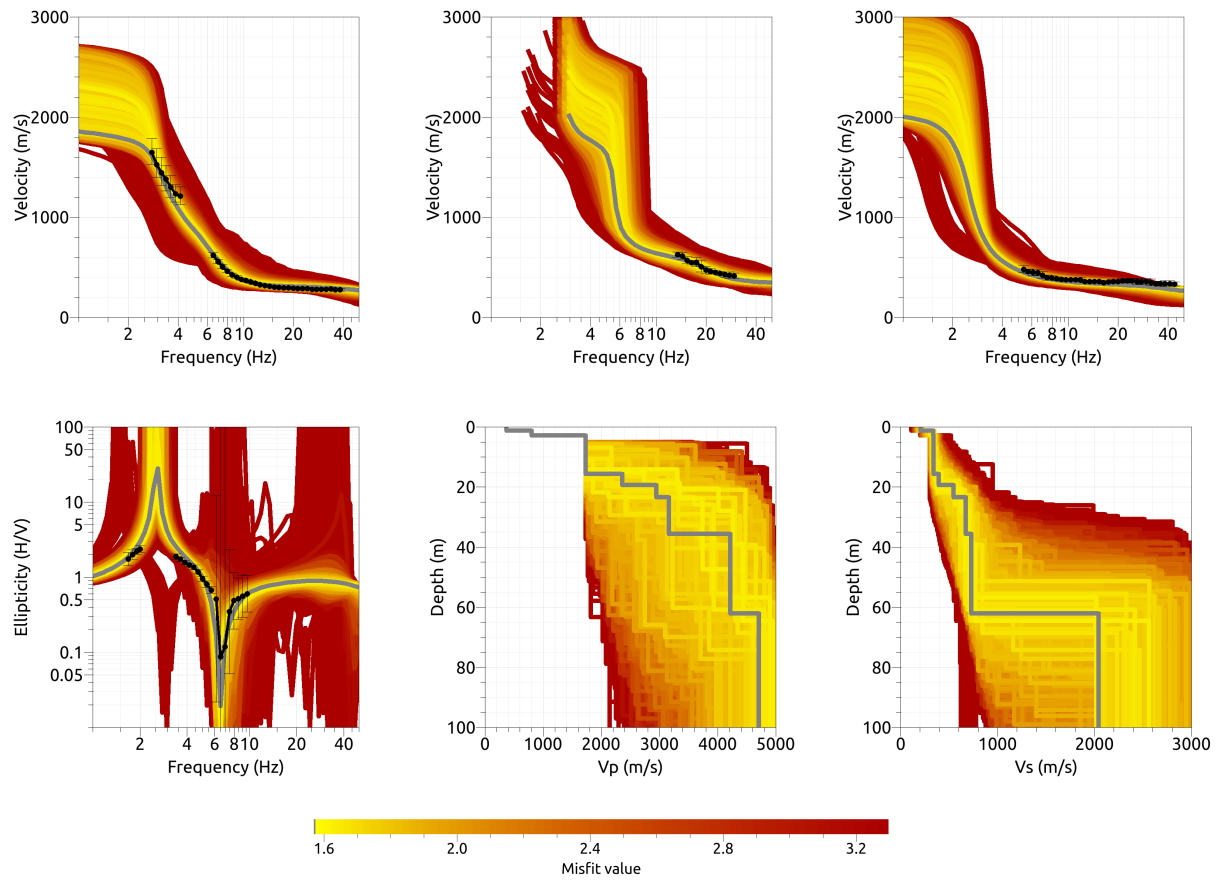 3000 3000 3000
2000 2000 2000
1000 1000 1000
0 0 0
Velocity (m/s) Velocity (m/s) Velocity (m/s)
2 4 6 8 10 20 40 2 4 6 8 10 20 40 2 4 6 8 10 20 40
Frequency (Hz) Frequency (Hz) Frequency (Hz)
100
50
10
5
1
0.5
0.1
0.05
Ellipticity (H/V)
2 4 6 8 10 20 40
Frequency (Hz)
0
20
40
60
80
100
Depth (m)
0 1000 2000 3000 4000 5000
Vp (m/s)
0
20
40
60
80
100
Depth (m)
0 1000 2000 3000
Vs (m/s)
1.6 2.0 2.4 2.8 3.2
Misfit value